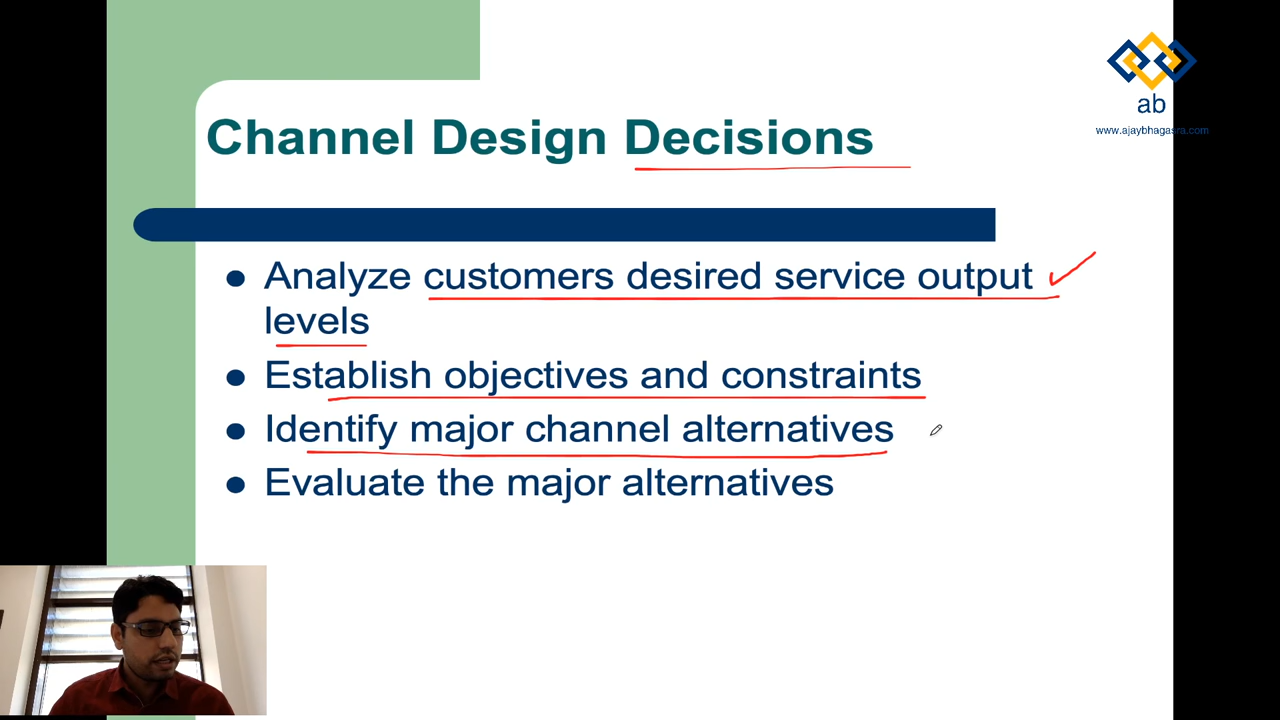 ab
www.ajaybhagasra.com
Channel Design Decisions
● Analyze customers desired service output
levels
● Establish objectives and constraints
● Identify major channel alternatives
● Evaluate the major alternatives